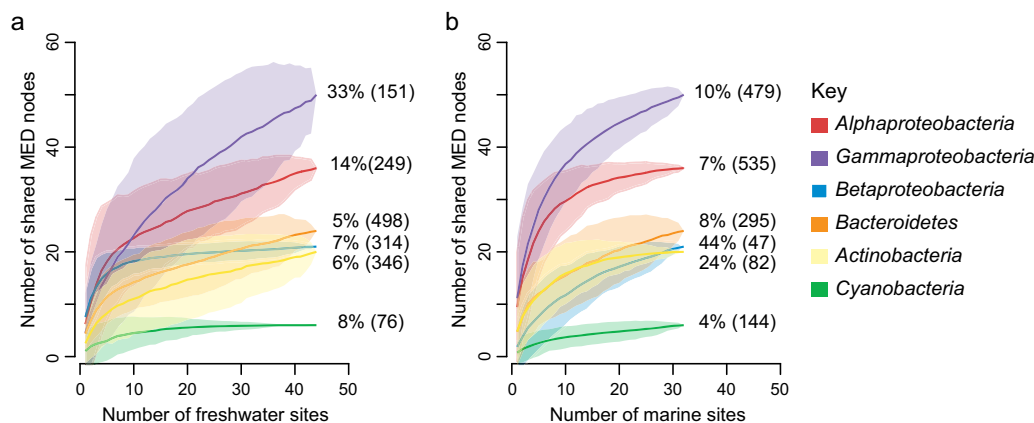 a
60
40
20
0
Number of shared MED nodes
33% (151)
14%(249)
5% (498)
7% (314)
6% (346)
8% (76)
0 10 20 30 40 50
Number of freshwater sites
b
60
40
20
0
Number of shared MED nodes
10% (479)
7% (535)
8% (295)
44% (47)
24% (82)
4% (144)
0 10 20 30 40 50
Number of marine sites
Key
Alphaproteobacteria
Gammaproteobacteria
Betaproteobacteria
Bacteroidetes
Actinobacteria
Cyanobacteria